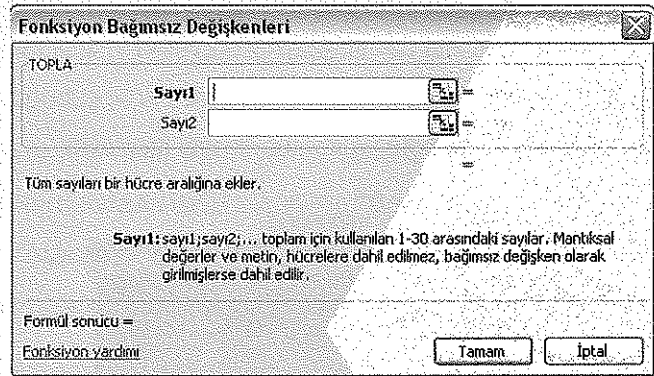 Fonksiyon Bağımsız Değişkenleri
TOPLA
Sayı1 =
Sayı2 =
=
Tüm sayıları bir hücre aralığına ekler.
Sayı1: sayı1;sayı2;... toplam için kullanılan 1-30 arasındaki sayılar. Mantıksal
değerler ve metin, hücrelere dahil edilmez, bağımsız değişken olarak
girilmişlerse dahil edilir.
Formül sonucu =
Fonksiyon yardımı
Tamam İptal